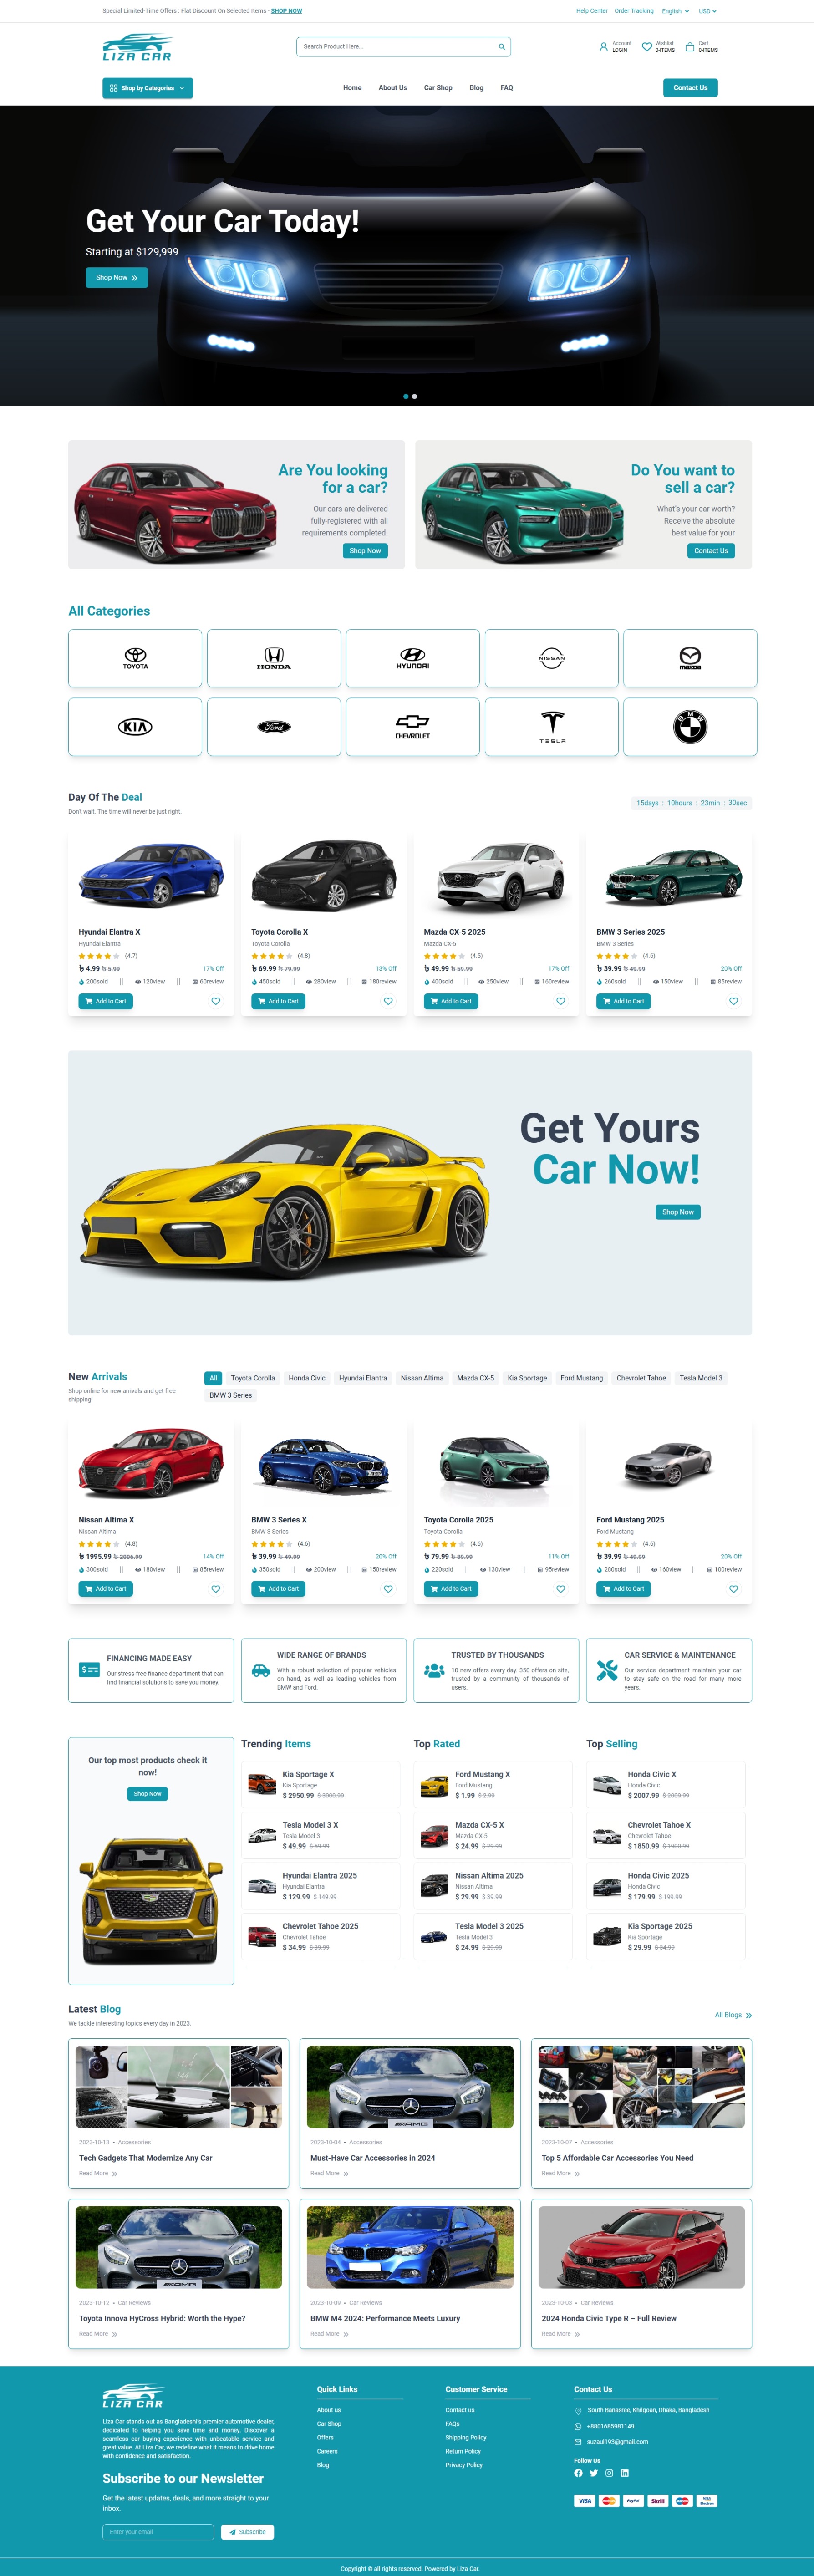 Special Limited-Time Offers : Flat Discount On Selected Items - SHOP NOW
Help Center Order Tracking English USD
LIZA CAR
Search Product Here...
Account
LOGIN
Wishlist
0-ITEMS
Cart
0-ITEMS
Shop by Categories
Home About Us Car Shop Blog FAQ
Contact Us
Get Your Car Today!
Starting at $129,999
Shop Now
Are You looking
for a car?
Our cars are delivered
fully-registered with all
requirements completed.
Shop Now
Do You want to
sell a car?
What's your car worth?
Receive the absolute
best value for your
Contact Us
All Categories
TOYOTA
HONDA
HYUNDAI
NISSAN
mazda
KIA
Ford
CHEVROLET
TESLA
BMW
Day Of The Deal
Don't wait. The time will never be just right.
15days : 10hours : 23min : 30sec
Hyundai Elantra X
Hyundai Elantra
(4.7)
৳ 4.99 ৳ 5.99 17% Off
200sold || 120view || 60review
Add to Cart
Toyota Corolla X
Toyota Corolla
(4.8)
৳ 69.99 ৳ 79.99 13% Off
450sold || 280view || 180review
Add to Cart
Mazda CX-5 2025
Mazda CX-5
(4.5)
৳ 49.99 ৳ 59.99 17% Off
400sold || 250view || 160review
Add to Cart
BMW 3 Series 2025
BMW 3 Series
(4.6)
৳ 39.99 ৳ 49.99 20% Off
260sold || 150view || 85review
Add to Cart
Get Yours
Car Now!
Shop Now
New Arrivals
Shop online for new arrivals and get free
shipping!
All Toyota Corolla Honda Civic Hyundai Elantra Nissan Altima Mazda CX-5 Kia Sportage Ford Mustang Chevrolet Tahoe Tesla Model 3
BMW 3 Series
Nissan Altima X
Nissan Altima
(4.8)
৳ 1995.99 ৳ 2006.99 14% Off
300sold || 180view || 85review
Add to Cart
BMW 3 Series X
BMW 3 Series
(4.6)
৳ 39.99 ৳ 49.99 20% Off
350sold || 200view || 150review
Add to Cart
Toyota Corolla 2025
Toyota Corolla
(4.6)
৳ 79.99 ৳ 89.99 11% Off
220sold || 130view || 95review
Add to Cart
Ford Mustang 2025
Ford Mustang
(4.6)
৳ 39.99 ৳ 49.99 20% Off
280sold || 160view || 100review
Add to Cart
FINANCING MADE EASY
Our stress-free finance department that can
find financial solutions to save you money.
WIDE RANGE OF BRANDS
With a robust selection of popular vehicles
on hand, as well as leading vehicles from
BMW and Ford.
TRUSTED BY THOUSANDS
10 new offers every day. 350 offers on site,
trusted by a community of thousands of
users.
CAR SERVICE & MAINTENANCE
Our service department maintain your car
to stay safe on the road for many more
years.
Our top most products check it
now!
Shop Now
Trending Items
Kia Sportage X
Kia Sportage
$ 2950.99 $ 3000.99
Tesla Model 3 X
Tesla Model 3
$ 49.99 $ 59.99
Hyundai Elantra 2025
Hyundai Elantra
$ 129.99 $ 149.99
Chevrolet Tahoe 2025
Chevrolet Tahoe
$ 34.99 $ 39.99
Top Rated
Ford Mustang X
Ford Mustang
$ 1.99 $ 2.99
Mazda CX-5 X
Mazda CX-5
$ 24.99 $ 29.99
Nissan Altima 2025
Nissan Altima
$ 29.99 $ 39.99
Tesla Model 3 2025
Tesla Model 3
$ 24.99 $ 29.99
Top Selling
Honda Civic X
Honda Civic
$ 2007.99 $ 2009.99
Chevrolet Tahoe X
Chevrolet Tahoe
$ 1850.99 $ 1900.99
Honda Civic 2025
Honda Civic
$ 179.99 $ 199.99
Kia Sportage 2025
Kia Sportage
$ 29.99 $ 34.99
Latest Blog
We tackle interesting topics every day in 2023.
All Blogs
2023-10-13 - Accessories
Tech Gadgets That Modernize Any Car
Read More
AMG
2023-10-04 - Accessories
Must-Have Car Accessories in 2024
Read More
2023-10-07 - Accessories
Top 5 Affordable Car Accessories You Need
Read More
AMG
2023-10-12 - Car Reviews
Toyota Innova HyCross Hybrid: Worth the Hype?
Read More
2023-10-09 - Car Reviews
BMW M4 2024: Performance Meets Luxury
Read More
2023-10-03 - Car Reviews
2024 Honda Civic Type R – Full Review
Read More
LIZA CAR
Liza Car stands out as Bangladesh's premier automotive dealer,
dedicated to helping you save time and money. Discover a
seamless car buying experience with unbeatable service and
great value. At Liza Car, we redefine what it means to drive home
with confidence and satisfaction.
Subscribe to our Newsletter
Get the latest updates, deals, and more straight to your
inbox.
Enter your email
Subscribe
Quick Links
About us
Car Shop
Offers
Careers
Blog
Customer Service
Contact us
FAQs
Shipping Policy
Return Policy
Privacy Policy
Contact Us
South Banasree, Khilgoan, Dhaka, Bangladesh
+8801685981149
suzaul193@gmail.com
Follow Us
VISA
PayPal
Skrill
VISA
Copyright © all rights reserved. Powered by Liza Car.